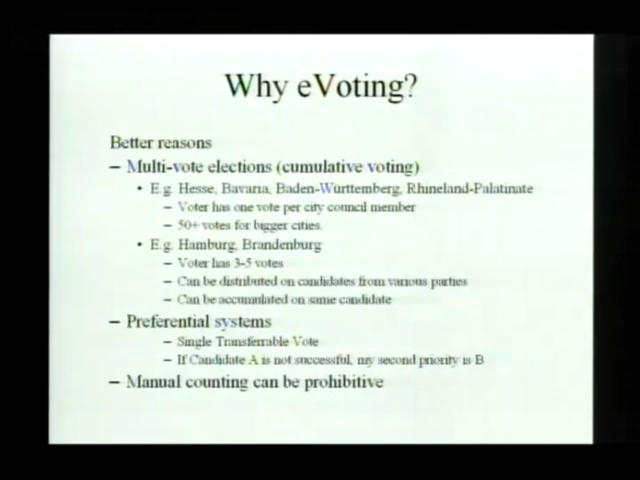 Why eVoting?
Better reasons
– Multi-vote elections (cumulative voting)
• E.g. Hesse, Bavaria, Baden-Württemberg, Rhineland-Palatinate
– Voter has one vote per city council member
– 50+ votes for bigger cities.
• E.g. Hamburg, Brandenburg
– Voter has 3-5 votes
– Can be distributed on candidates from various parties
– Can be accumulated on same candidate
– Preferential systems
– Single Transferrable Vote
– If Candidate A is not successful, my second priority is B
– Manual counting can be prohibitive